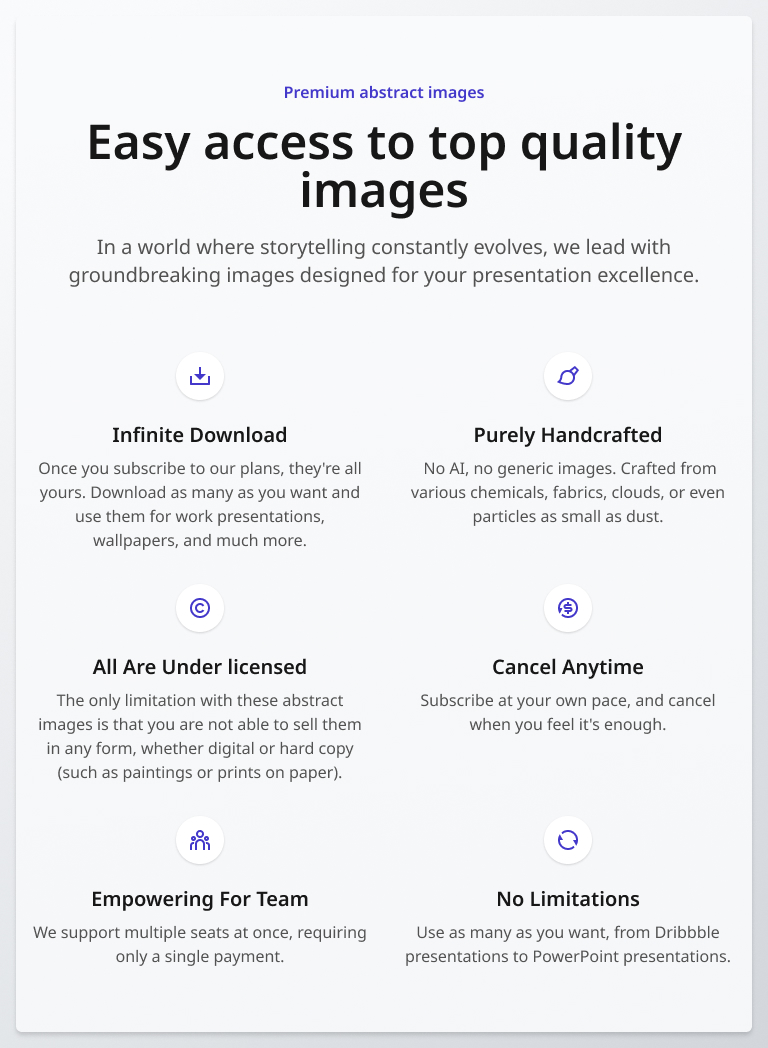 Premium abstract images
Easy access to top quality
images
In a world where storytelling constantly evolves, we lead with
groundbreaking images designed for your presentation excellence.
Infinite Download
Once you subscribe to our plans, they're all
yours. Download as many as you want and
use them for work presentations,
wallpapers, and much more.
Purely Handcrafted
No AI, no generic images. Crafted from
various chemicals, fabrics, clouds, or even
particles as small as dust.
All Are Under licensed
The only limitation with these abstract
images is that you are not able to sell them
in any form, whether digital or hard copy
(such as paintings or prints on paper).
Cancel Anytime
Subscribe at your own pace, and cancel
when you feel it's enough.
Empowering For Team
We support multiple seats at once, requiring
only a single payment.
No Limitations
Use as many as you want, from Dribbble
presentations to PowerPoint presentations.